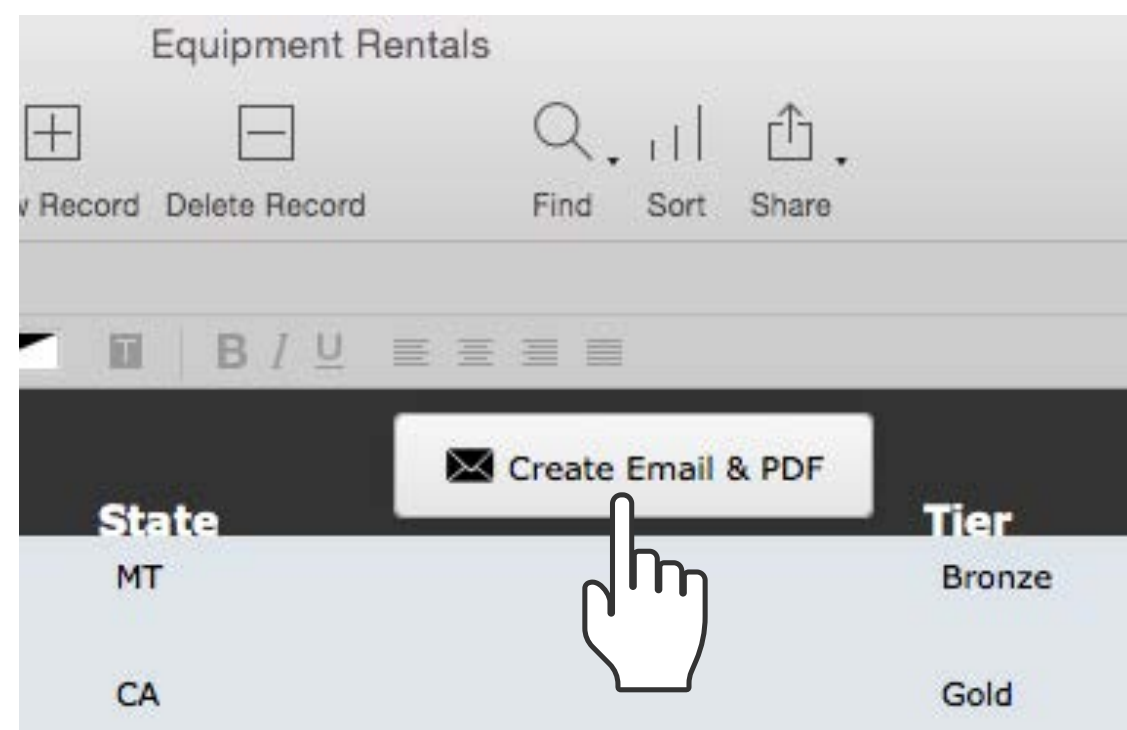 Equipment Rentals
w Record Delete Record Find Sort Share
T B I U
Create Email & PDF
State Tier
MT Bronze
CA Gold